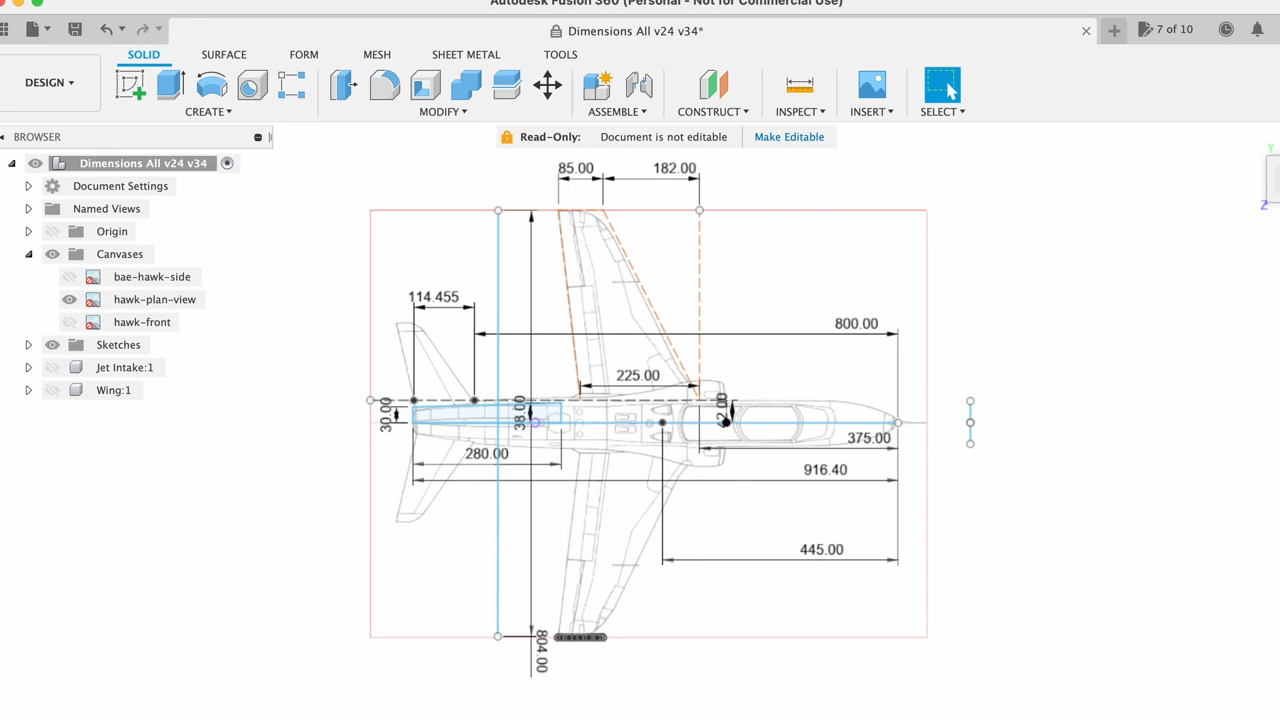 Autodesk Fusion 360 (Personal - Not for Commercial Use)
Dimensions All v24 v34*
7 of 10
DESIGN
SOLID SURFACE FORM MESH SHEET METAL TOOLS
CREATE MODIFY ASSEMBLE CONSTRUCT INSPECT INSERT SELECT
BROWSER
Read-Only: Document is not editable Make Editable
Dimensions All v24 v34
Document Settings
Named Views
Origin
Canvases
bae-hawk-side
hawk-plan-view
hawk-front
Sketches
Jet Intake:1
Wing:1
Y
Z
85.00 182.00
114.455
800.00
225.00
30.00
38.00
375.00
280.00
916.40
445.00
804.00